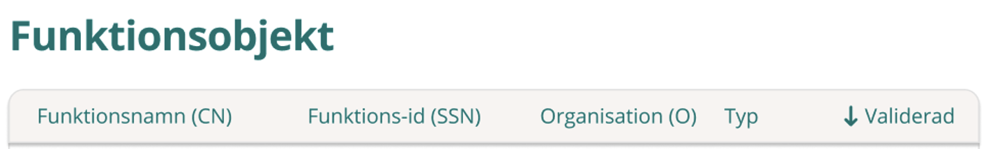 Funktionsobjekt
Funktionsnamn (CN) Funktions-id (SSN) Organisation (O) Typ ↓ Validerad